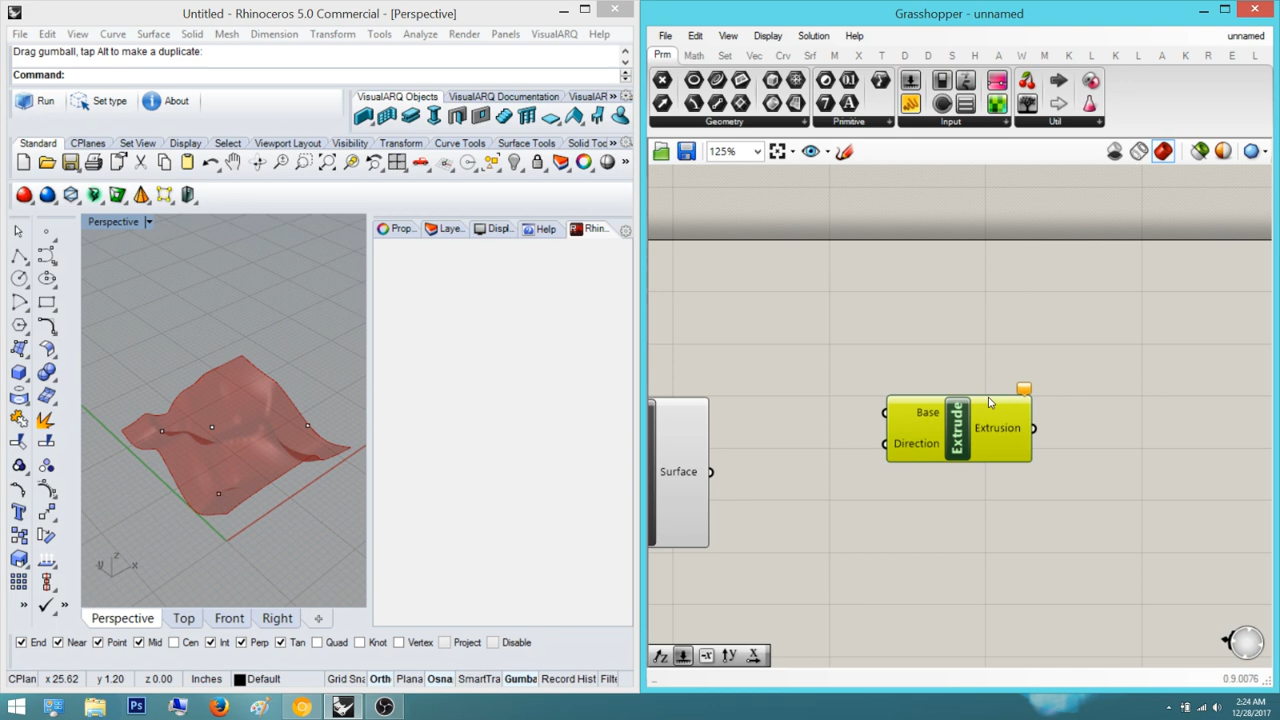 Untitled - Rhinoceros 5.0 Commercial - [Perspective]
File Edit View Curve Surface Solid Mesh Dimension Transform Tools Analyze Render Panels VisualARQ Help
Drag gumball, tap Alt to make a duplicate:
Command:
Run Set type About
VisualARQ Objects VisualARQ Documentation VisualAR
Standard CPlanes Set View Display Select Viewport Layout Visibility Transform Curve Tools Surface Tools Solid Too
Perspective
Prop... Laye... Displ... Help Rhin...
z
y x
Perspective Top Front Right
End Near Point Mid Cen Int Perp Tan Quad Knot Vertex Project Disable
CPlan x 25.62 y 1.20 z 0.00 Inches Default Grid Sna Orth Plana Osna SmartTra Gumba Record Hist Filte
Grasshopper - unnamed
File Edit View Display Solution Help unnamed
Prm Math Set Vec Crv Srf M X T D D S H A W K L K L E R E L
Geometry Primitive Input Util
125%
Surface
Base
Direction
Extrude
Extrusion
0.9.0076
2:24 AM
12/28/2017